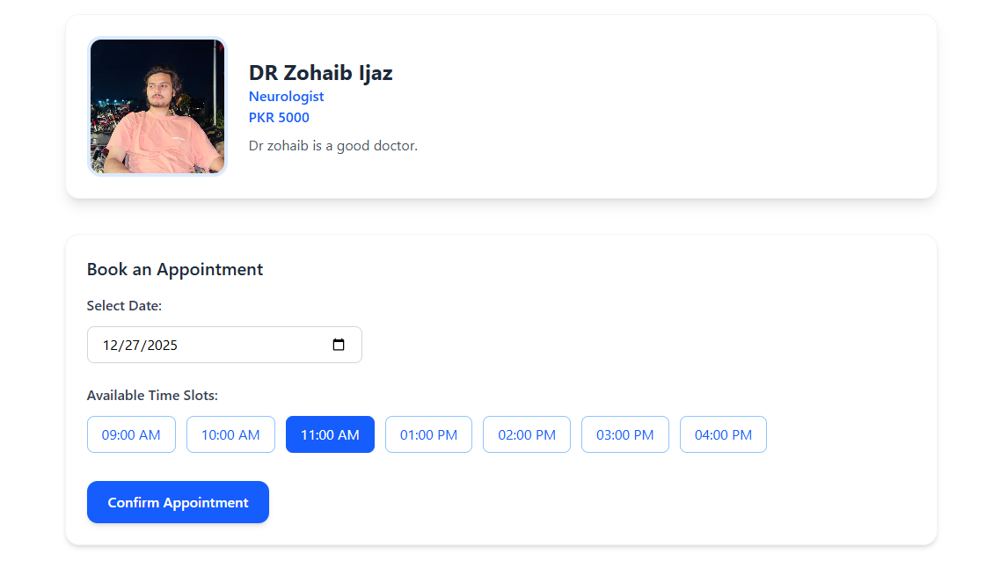 DR Zohaib Ijaz
Neurologist
PKR 5000
Dr zohaib is a good doctor.
Book an Appointment
Select Date:
12/27/2025
Available Time Slots:
09:00 AM 10:00 AM 11:00 AM 01:00 PM 02:00 PM 03:00 PM 04:00 PM
Confirm Appointment